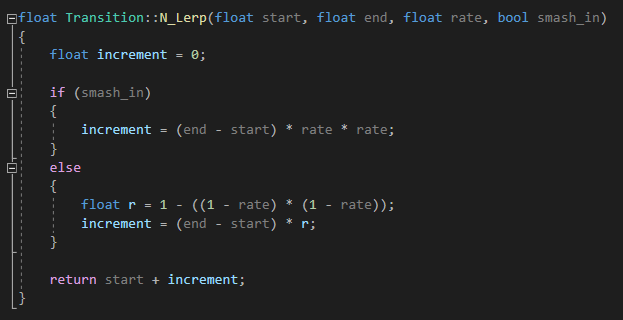 float Transition::N_Lerp(float start, float end, float rate, bool smash_in)
{
    float increment = 0;

    if (smash_in)
    {
        increment = (end - start) * rate * rate;
    }
    else
    {
        float r = 1 - ((1 - rate) * (1 - rate));
        increment = (end - start) * r;
    }

    return start + increment;
}